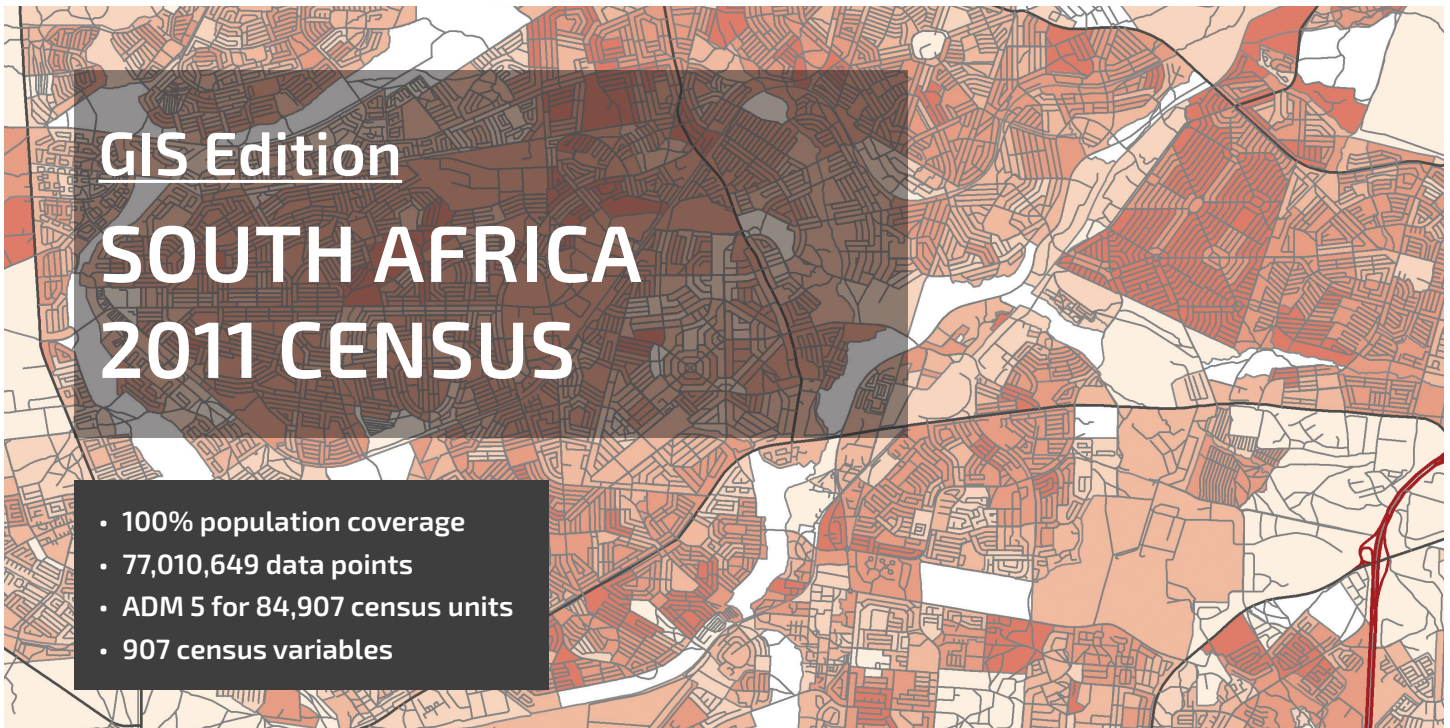 GIS Edition
SOUTH AFRICA
2011 CENSUS
• 100% population coverage
• 77,010,649 data points
• ADM 5 for 84,907 census units
• 907 census variables